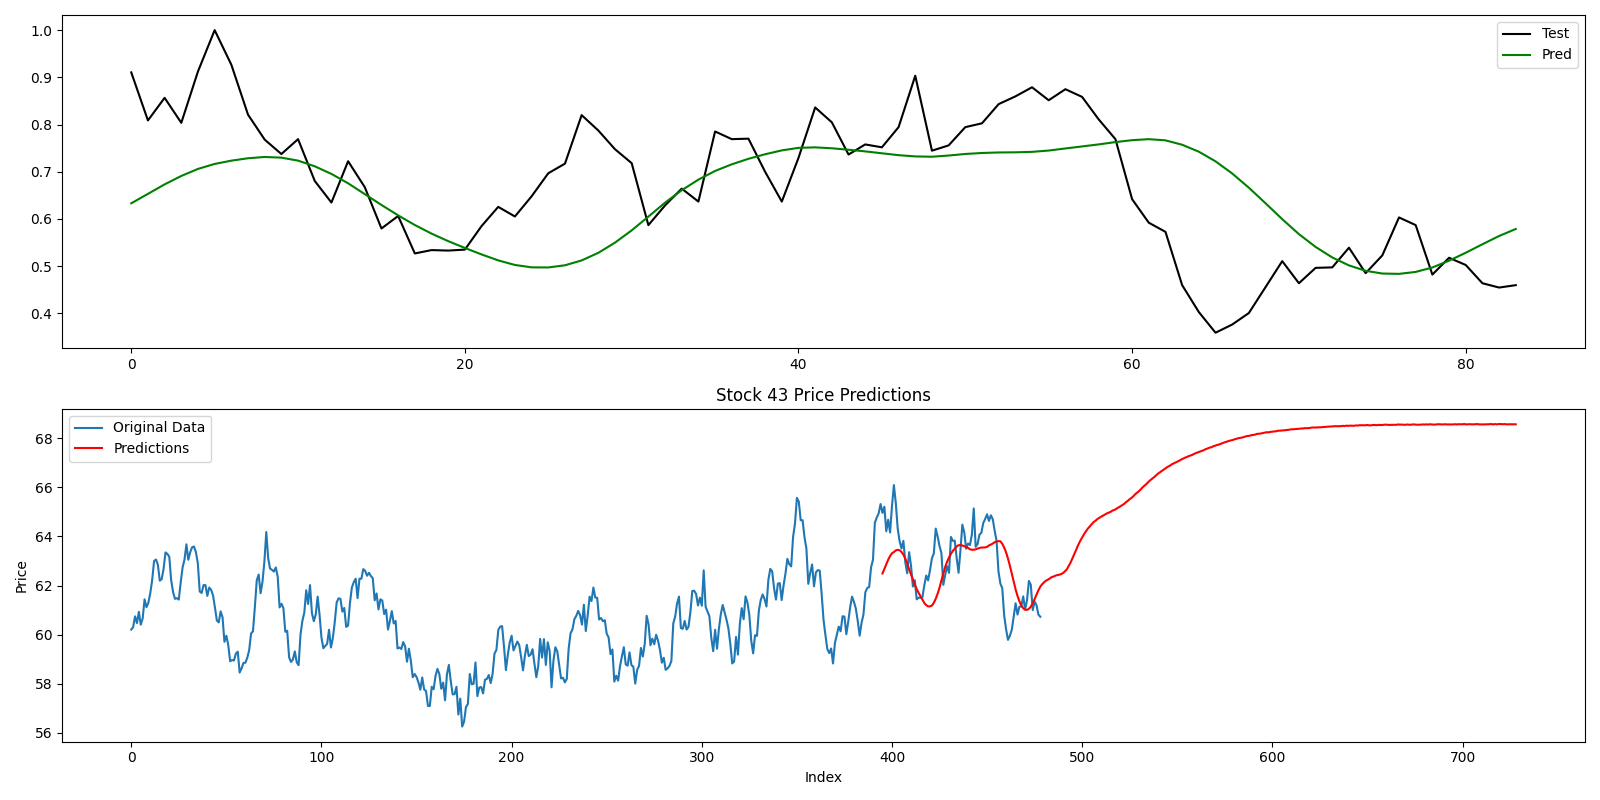 1.0
0.9
0.8
0.7
0.6
0.5
0.4
Test
Pred
0 20 40 60 80
Stock 43 Price Predictions
Original Data
Predictions
Price
68
66
64
62
60
58
56
0 100 200 300 400 500 600 700
Index